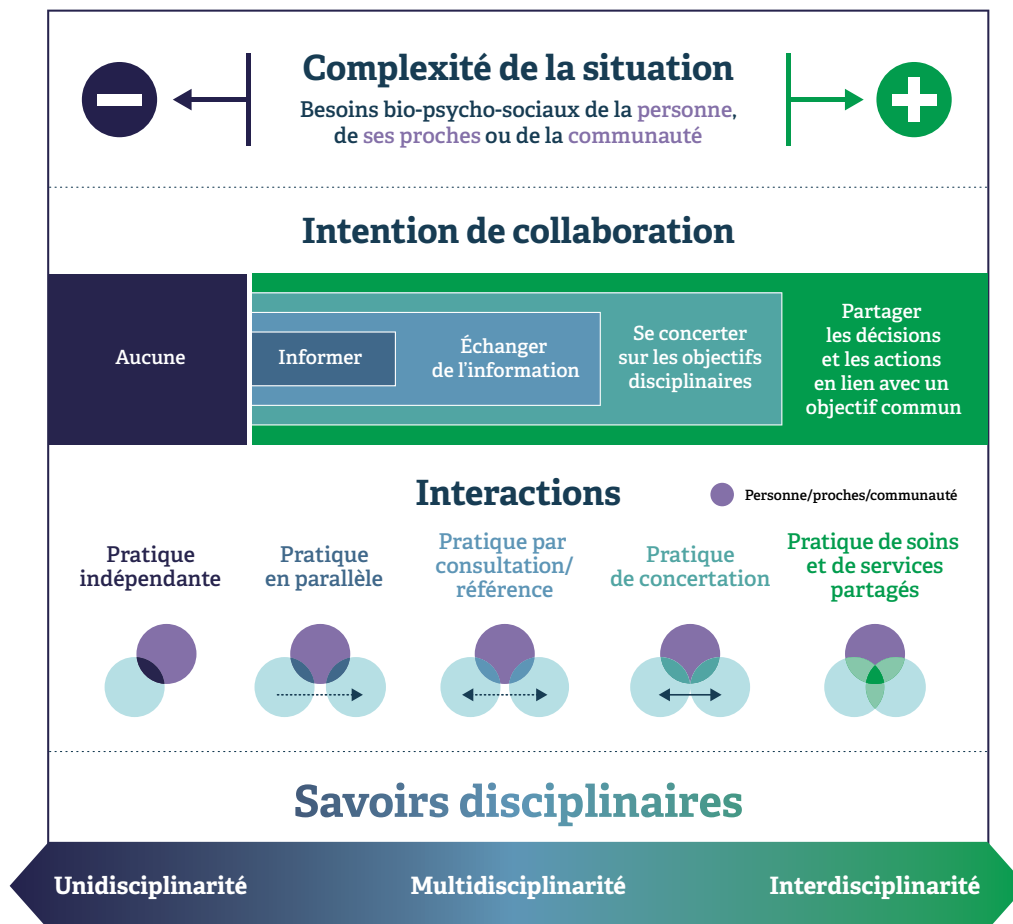 Complexité de la situation
Besoins bio-psycho-sociaux de la personne,
de ses proches ou de la communauté
Intention de collaboration
Aucune
Informer
Échanger
de l'information
Se concerter
sur les objectifs
disciplinaires
Partager
les décisions
et les actions
en lien avec un
objectif commun
Interactions
Personne/proches/communauté
Pratique
indépendante
Pratique
en parallèle
Pratique par
consultation/
référence
Pratique
de concertation
Pratique de soins
et de services
partagés
Savoirs disciplinaires
Unidisciplinarité
Multidisciplinarité
Interdisciplinarité